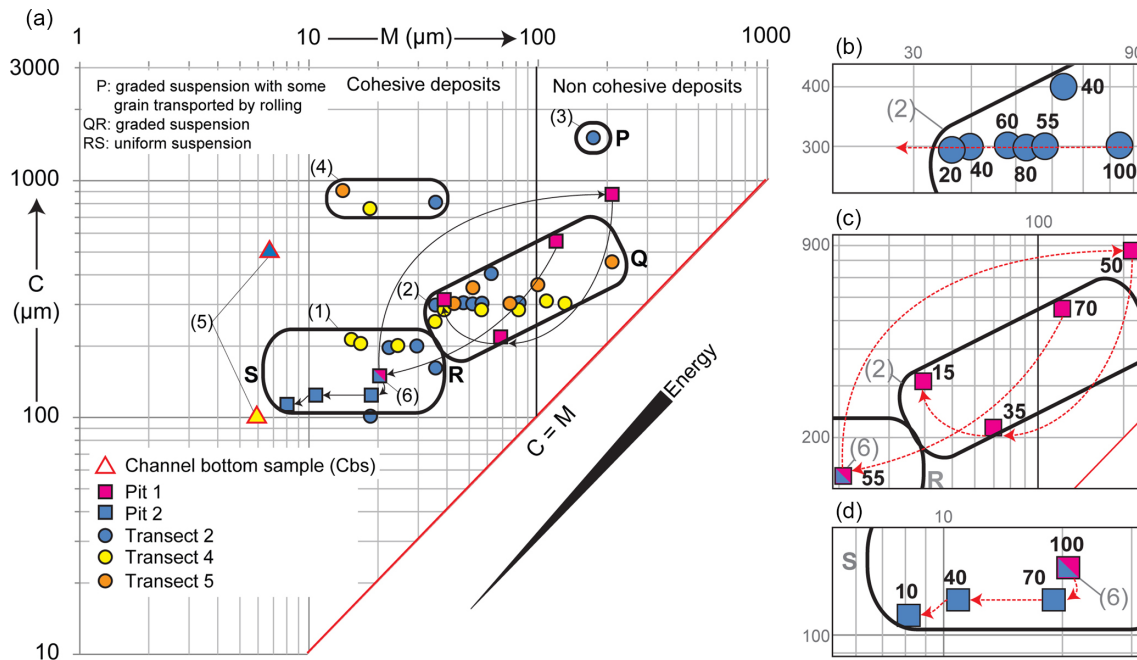 (a)
1
10
M (µm)
100
1000
3000
1000
C
(µm)
100
10
P: graded suspension with some
grain transported by rolling
QR: graded suspension
RS: uniform suspension
Cohesive deposits
Non cohesive deposits
(3)
P
(4)
(5)
(1)
(2)
Q
S
R
(6)
C = M
Energy
Channel bottom sample (Cbs)
Pit 1
Pit 2
Transect 2
Transect 4
Transect 5
(b)
30
90
400
300
(2)
40
60
55
20
40
80
100
(c)
100
900
200
50
70
(2)
15
35
(6)
55
R
(d)
10
100
S
100
10
40
70
(6)